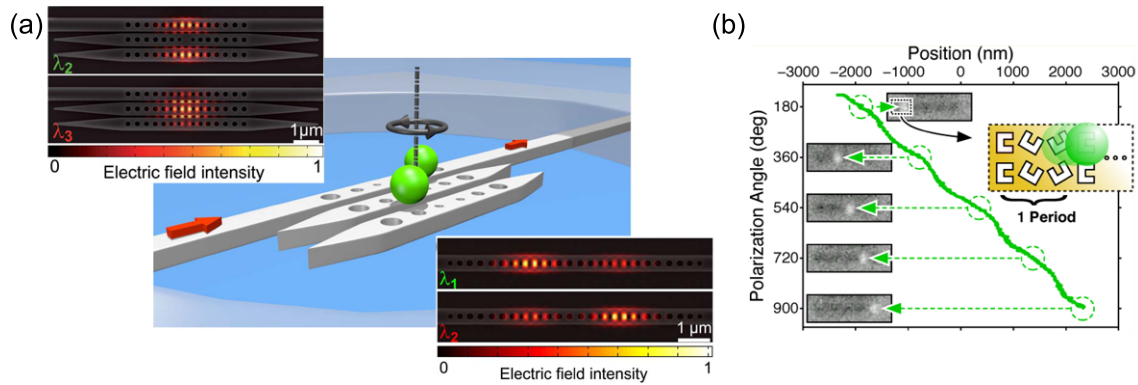 (a)
λ2
λ3
1µm
0 1
Electric field intensity
λ1
λ2
1 µm
0 1
Electric field intensity
(b)
Position (nm)
−3000 −2000 −1000 0 1000 2000 3000
Polarization Angle (deg)
180
360
540
720
900
1 Period